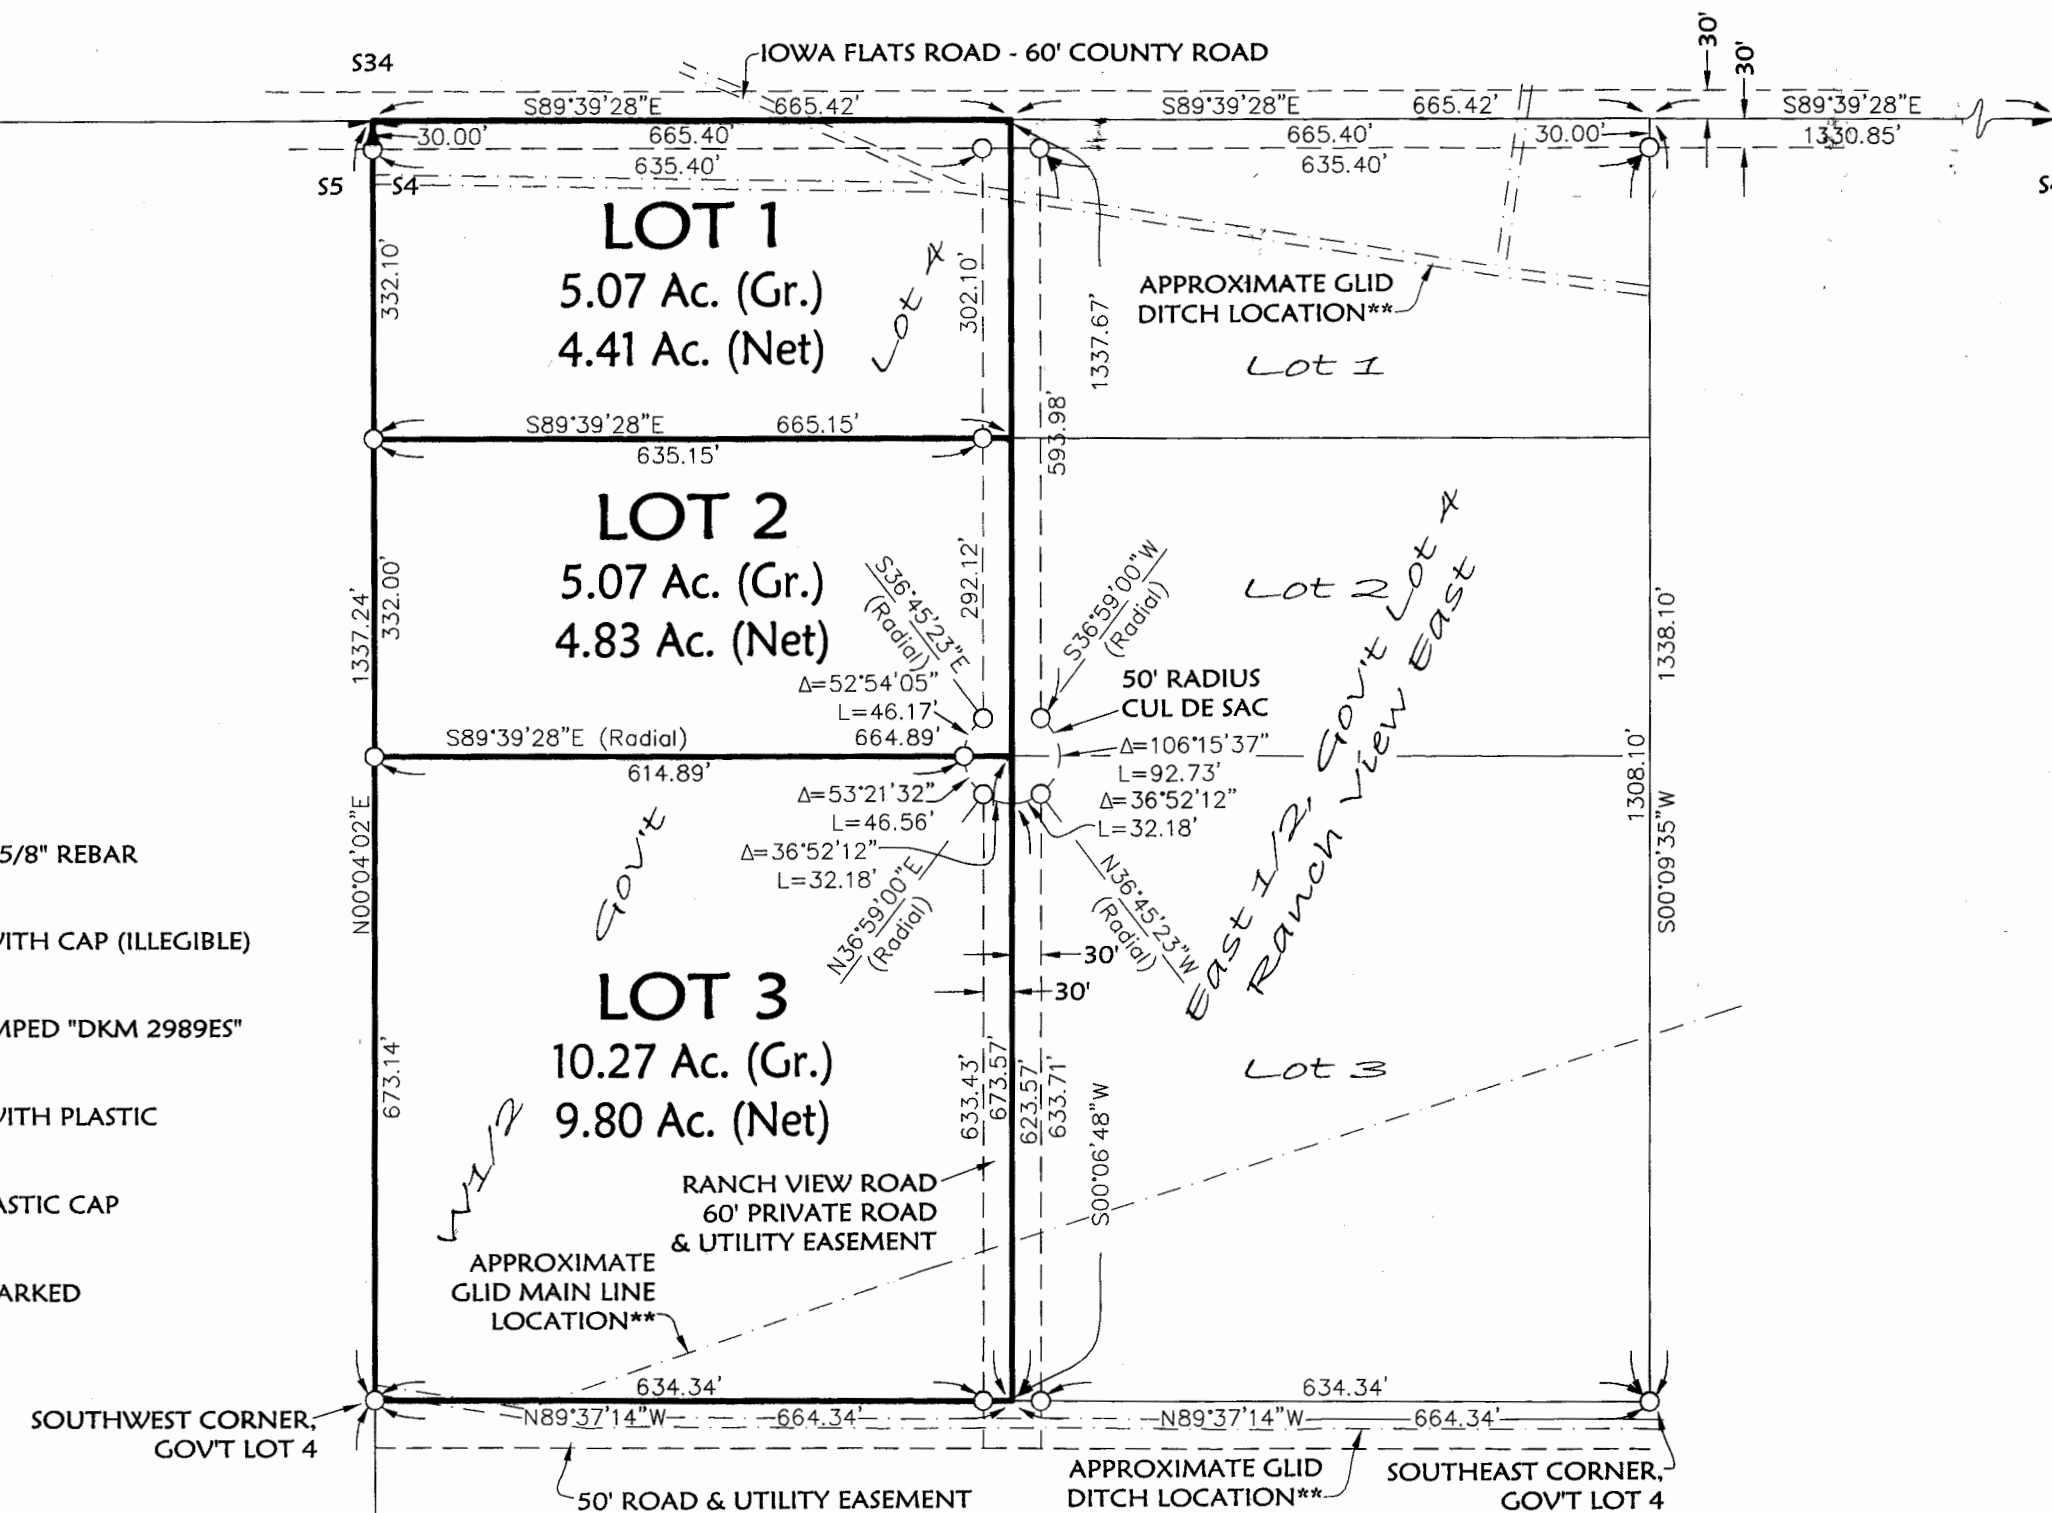 IOWA FLATS ROAD - 60' COUNTY ROAD
30'
30'
S34
S89°39'28"E 665.42'
S89°39'28"E 665.42'
S89°39'28"E
30.00' 665.40'
665.40' 30.00'
1330.85'
635.40'
635.40'
S5
S4
LOT 1
5.07 Ac. (Gr.)
4.41 Ac. (Net)
Lot 4
332.10'
302.10'
1337.67'
593.98'
APPROXIMATE GLID
DITCH LOCATION**
Lot 1
S89°39'28"E 665.15'
635.15'
LOT 2
5.07 Ac. (Gr.)
4.83 Ac. (Net)
1337.24'
332.00'
292.12'
S36°45'23"E
(Radial)
S36°59'00"W
(Radial)
Lot 2
1338.10'
Δ=52°54'05"
L=46.17'
50' RADIUS
CUL DE SAC
S89°39'28"E (Radial) 664.89'
614.89'
Δ=106°15'37"
L=92.73'
Δ=53°21'32"
L=46.56'
Δ=36°52'12"
L=32.18'
Δ=36°52'12"
L=32.18'
N36°59'00"E
(Radial)
N36°45'23"W
(Radial)
1308.10'
N00°04'02"E
S00°09'35"W
East 1/2, Gov't Lot 4
Ranch View East
Gov't
W1/2
5/8" REBAR
WITH CAP (ILLEGIBLE)
MPED "DKM 2989ES"
WITH PLASTIC
ASTIC CAP
ARKED
30'
30'
LOT 3
10.27 Ac. (Gr.)
9.80 Ac. (Net)
673.14'
633.43'
673.57'
623.57'
633.71'
S00°06'48"W
Lot 3
RANCH VIEW ROAD
60' PRIVATE ROAD
& UTILITY EASEMENT
APPROXIMATE
GLID MAIN LINE
LOCATION**
634.34'
634.34'
N89°37'14"W 664.34'
N89°37'14"W 664.34'
SOUTHWEST CORNER,
GOV'T LOT 4
50' ROAD & UTILITY EASEMENT
APPROXIMATE GLID
DITCH LOCATION**
SOUTHEAST CORNER,
GOV'T LOT 4